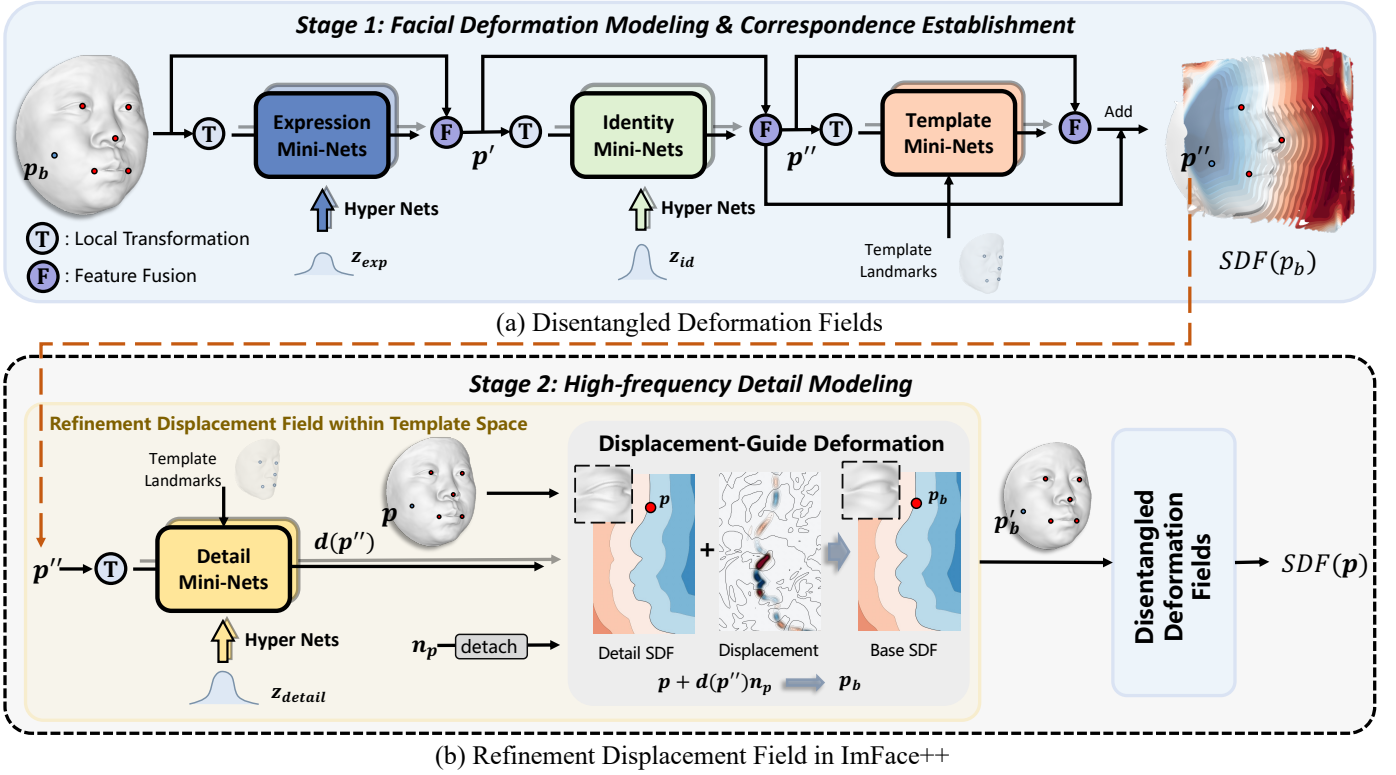 Stage 1: Facial Deformation Modeling & Correspondence Establishment
p_b
T
Expression
Mini-Nets
F
p'
T
Identity
Mini-Nets
F
p''
T
Template
Mini-Nets
F
Add
p''
Hyper Nets
Hyper Nets
T : Local Transformation
F : Feature Fusion
z_exp
z_id
Template
Landmarks
SDF(p_b)
(a) Disentangled Deformation Fields
Stage 2: High-frequency Detail Modeling
Refinement Displacement Field within Template Space
Template
Landmarks
p
p''
T
Detail
Mini-Nets
d(p'')
Hyper Nets
z_detail
n_p
detach
Displacement-Guide Deformation
p
+
p_b
Detail SDF
Displacement
Base SDF
p + d(p'')n_p
p_b
p'_b
Disentangled
Deformation
Fields
SDF(p)
(b) Refinement Displacement Field in ImFace++